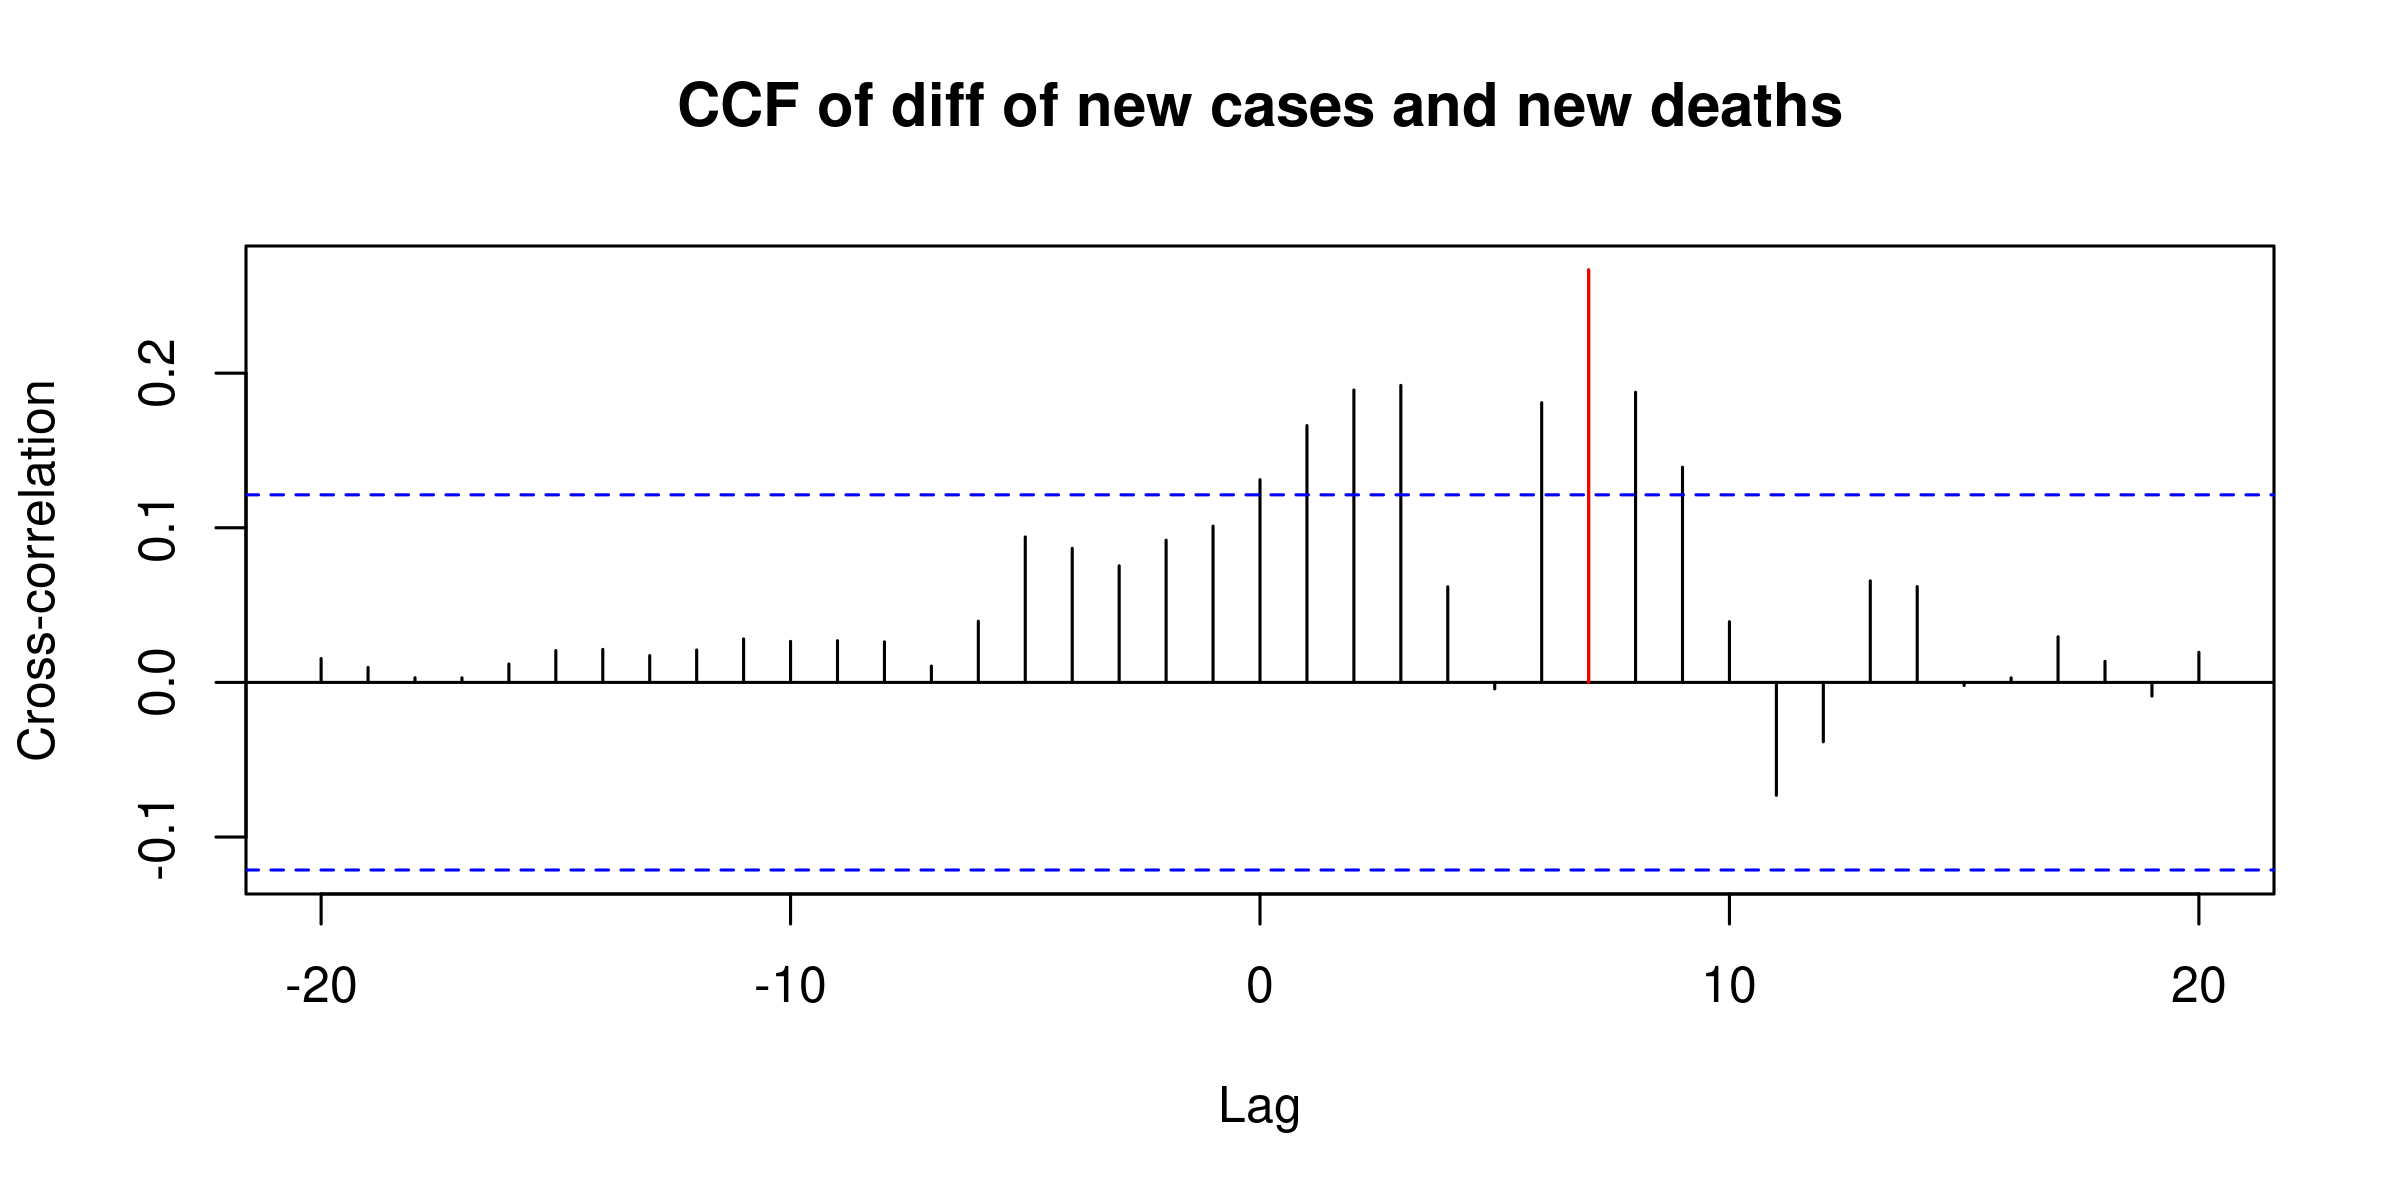 CCF of diff of new cases and new deaths
Cross-correlation
0.2
0.1
0.0
-0.1
-20 -10 0 10 20
Lag